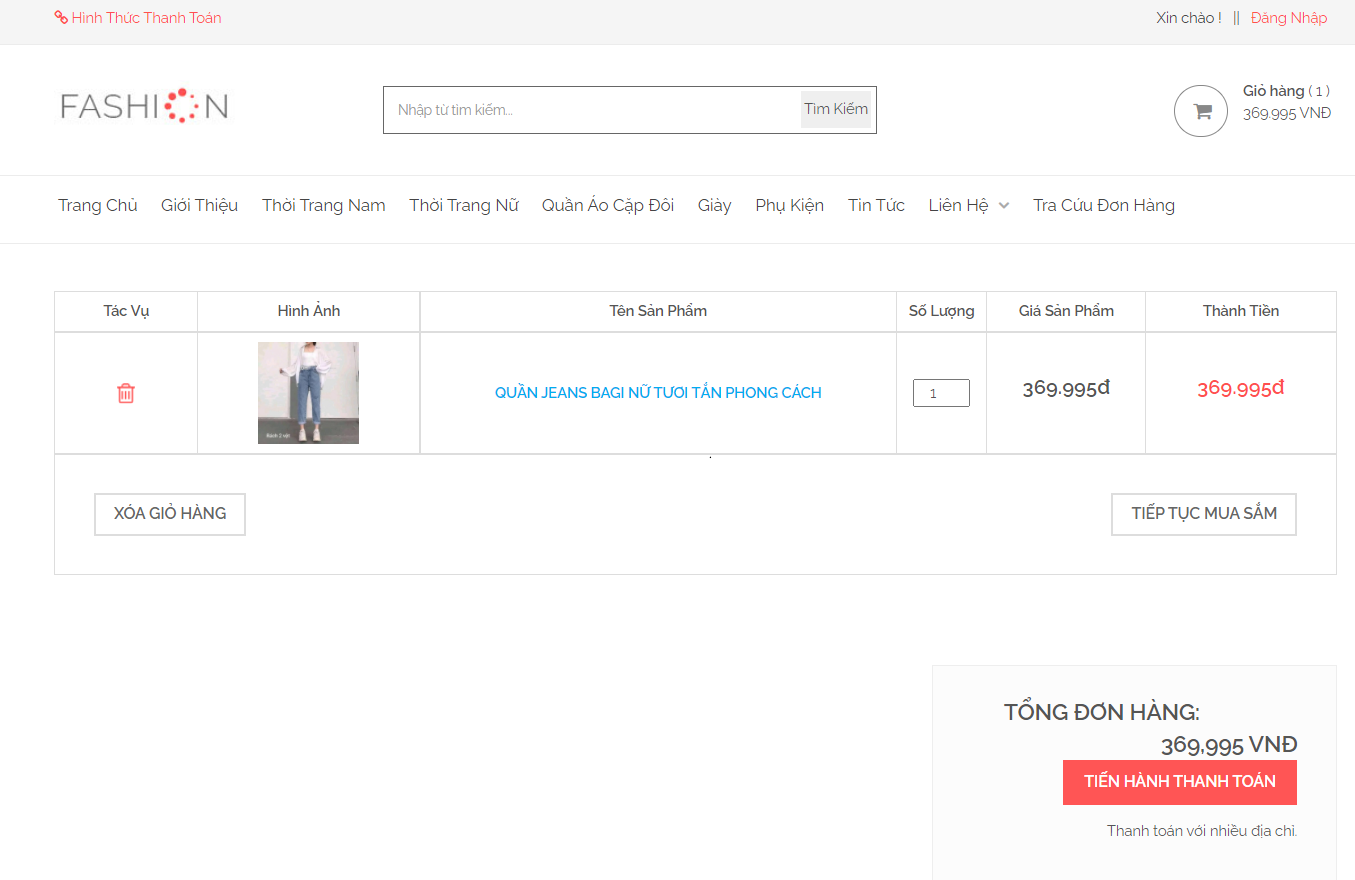 Hình Thức Thanh Toán
Xin chào ! || Đăng Nhập
FASHION
Nhập từ tìm kiếm...
Tìm Kiếm
Giỏ hàng ( 1 )
369.995 VNĐ
Trang Chủ Giới Thiệu Thời Trang Nam Thời Trang Nữ Quần Áo Cặp Đôi Giày Phụ Kiện Tin Tức Liên Hệ Tra Cứu Đơn Hàng
Tác Vụ Hình Ảnh Tên Sản Phẩm Số Lượng Giá Sản Phẩm Thành Tiền
QUẦN JEANS BAGI NỮ TƯƠI TẮN PHONG CÁCH 1 369.995đ 369.995đ
XÓA GIỎ HÀNG TIẾP TỤC MUA SẮM
TỔNG ĐƠN HÀNG:
369,995 VNĐ
TIẾN HÀNH THANH TOÁN
Thanh toán với nhiều địa chỉ.